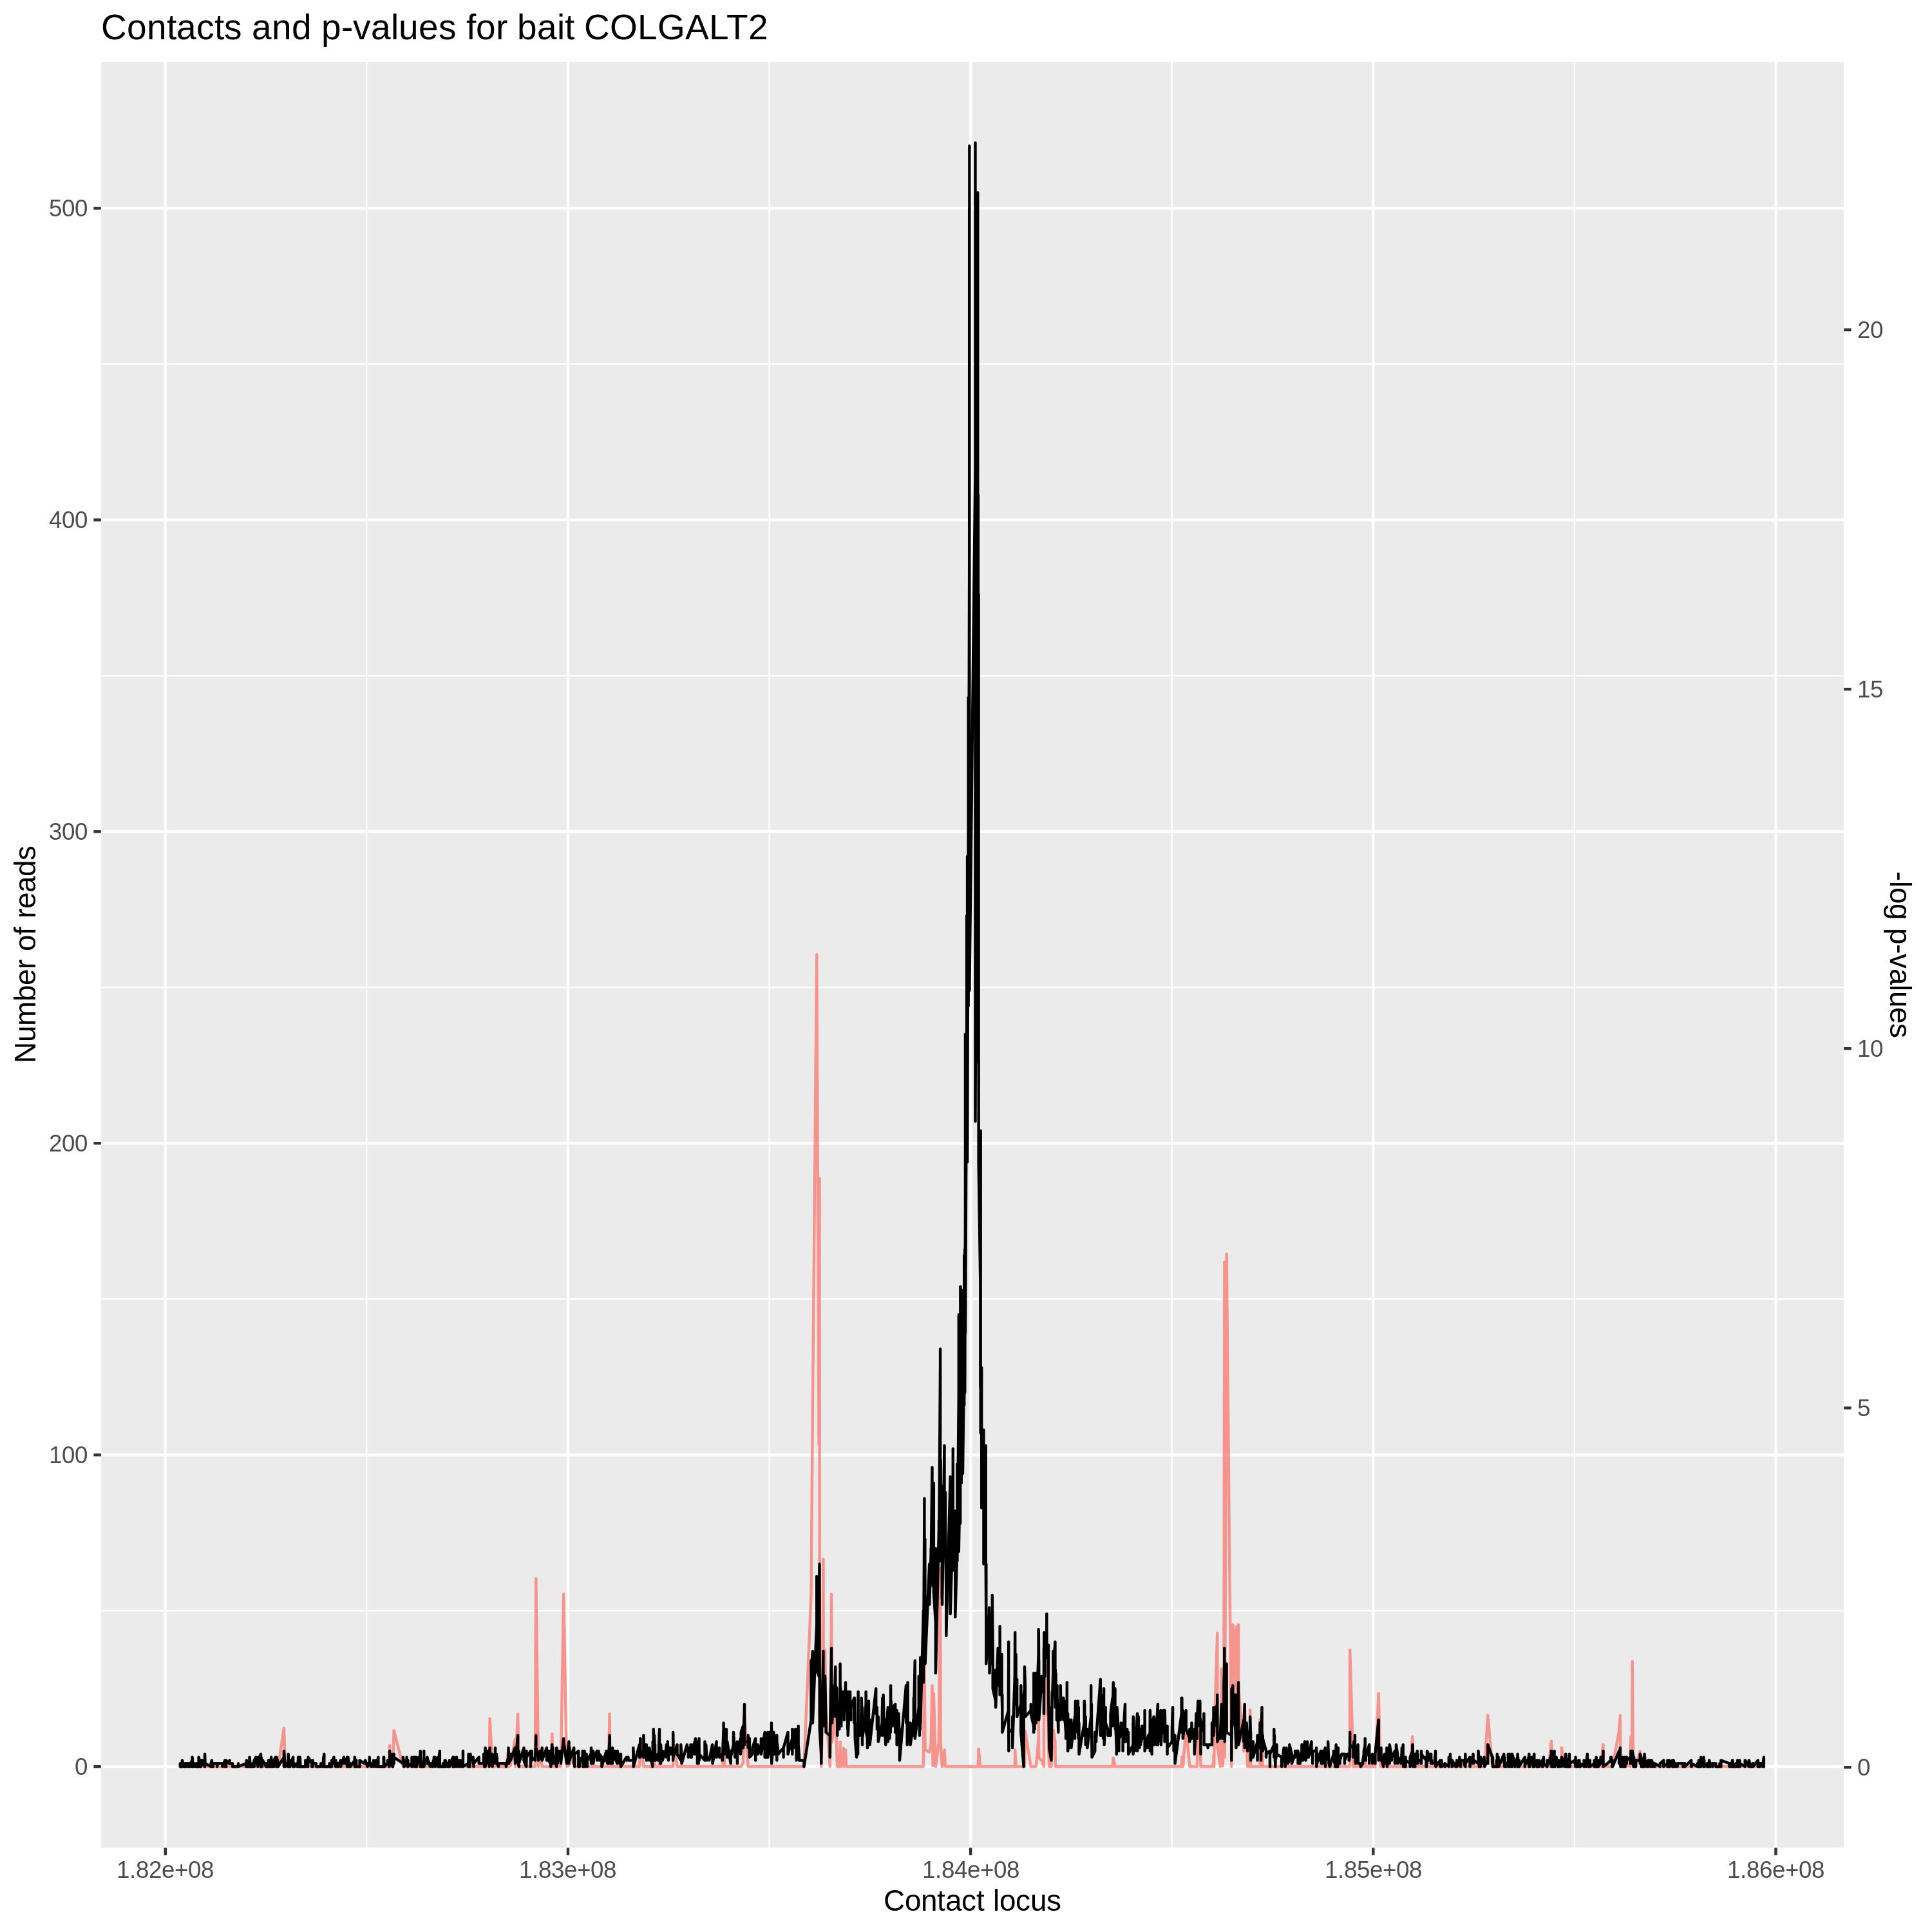 Contacts and p-values for bait COLGALT2
500
400
300
200
100
0
Number of reads
20
15
10
5
0
-log p-values
1.82e+08 1.83e+08 1.84e+08 1.85e+08 1.86e+08
Contact locus